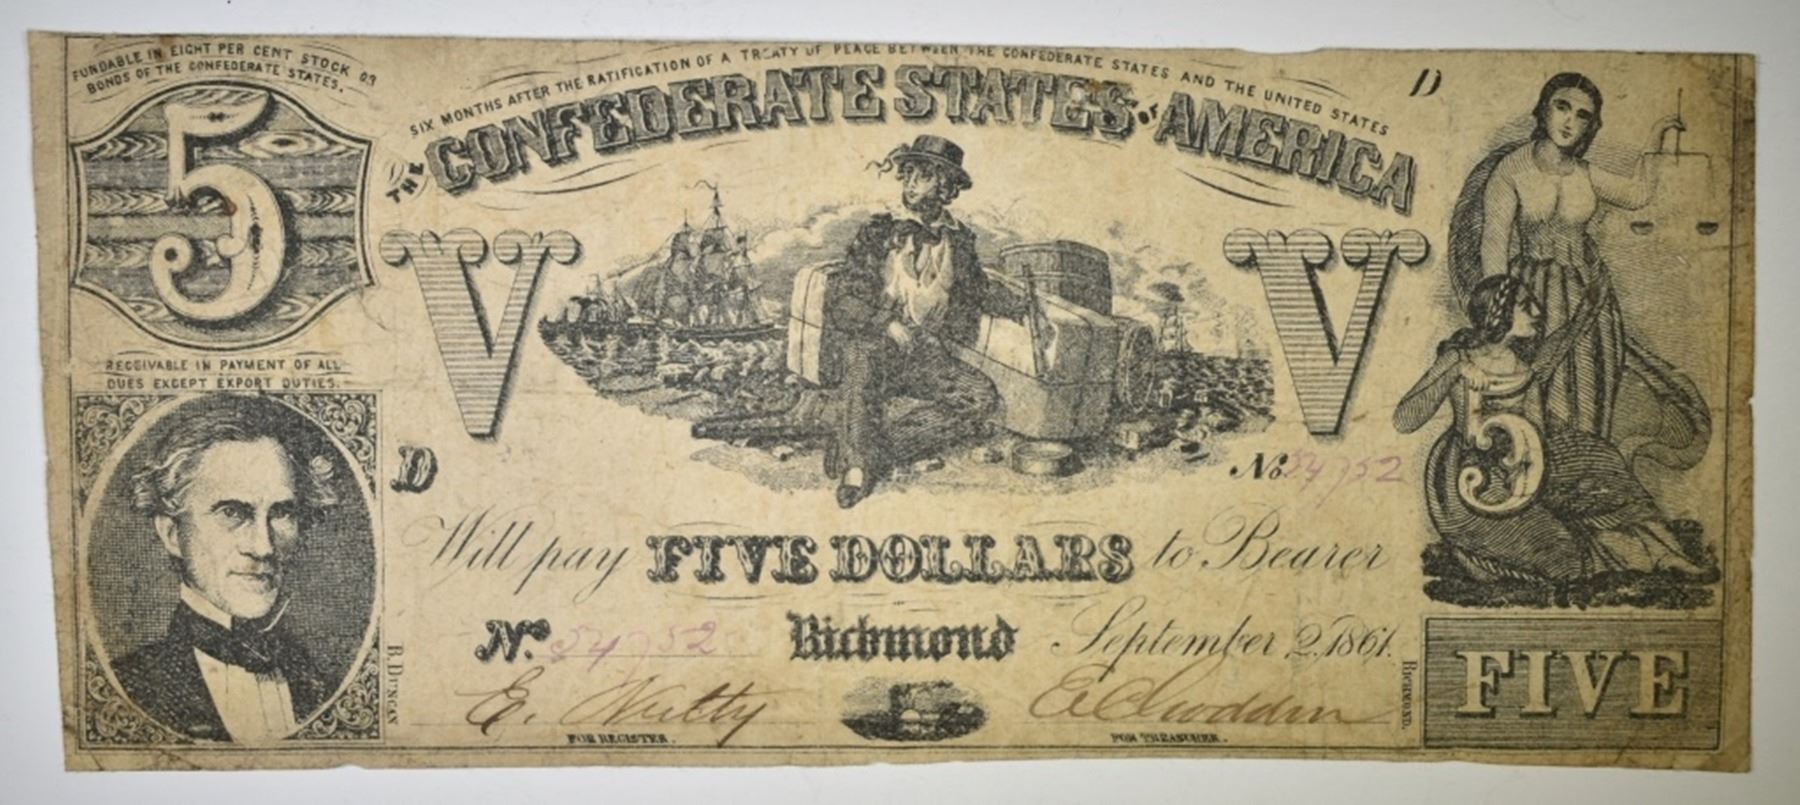 FUNDABLE IN EIGHT PER CENT STOCK OR
BONDS OF THE CONFEDERATE STATES.
SIX MONTHS AFTER THE RATIFICATION OF A TREATY OF PEACE BETWEEN THE CONFEDERATE STATES AND THE UNITED STATES
THE CONFEDERATE STATES OF AMERICA
D
5
V V
RECEIVABLE IN PAYMENT OF ALL
DUES EXCEPT EXPORT DUTIES.
5
D
No 54752
Will pay FIVE DOLLARS to Bearer
No. 54752 Richmond September 2, 1861.
B. DUNCAN
RICHMOND.
FIVE
E. Nutty
FOR REGISTER.
FOR TREASURER.